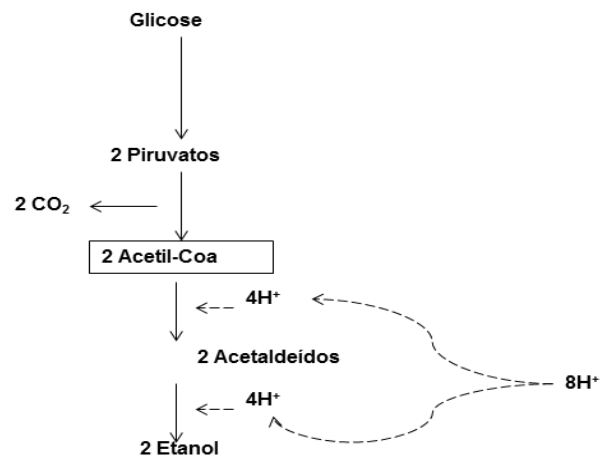 Glicose
2 Piruvatos
2 CO₂
2 Acetil-Coa
4H⁺
2 Acetaldeídos
8H⁺
4H⁺
2 Etanol